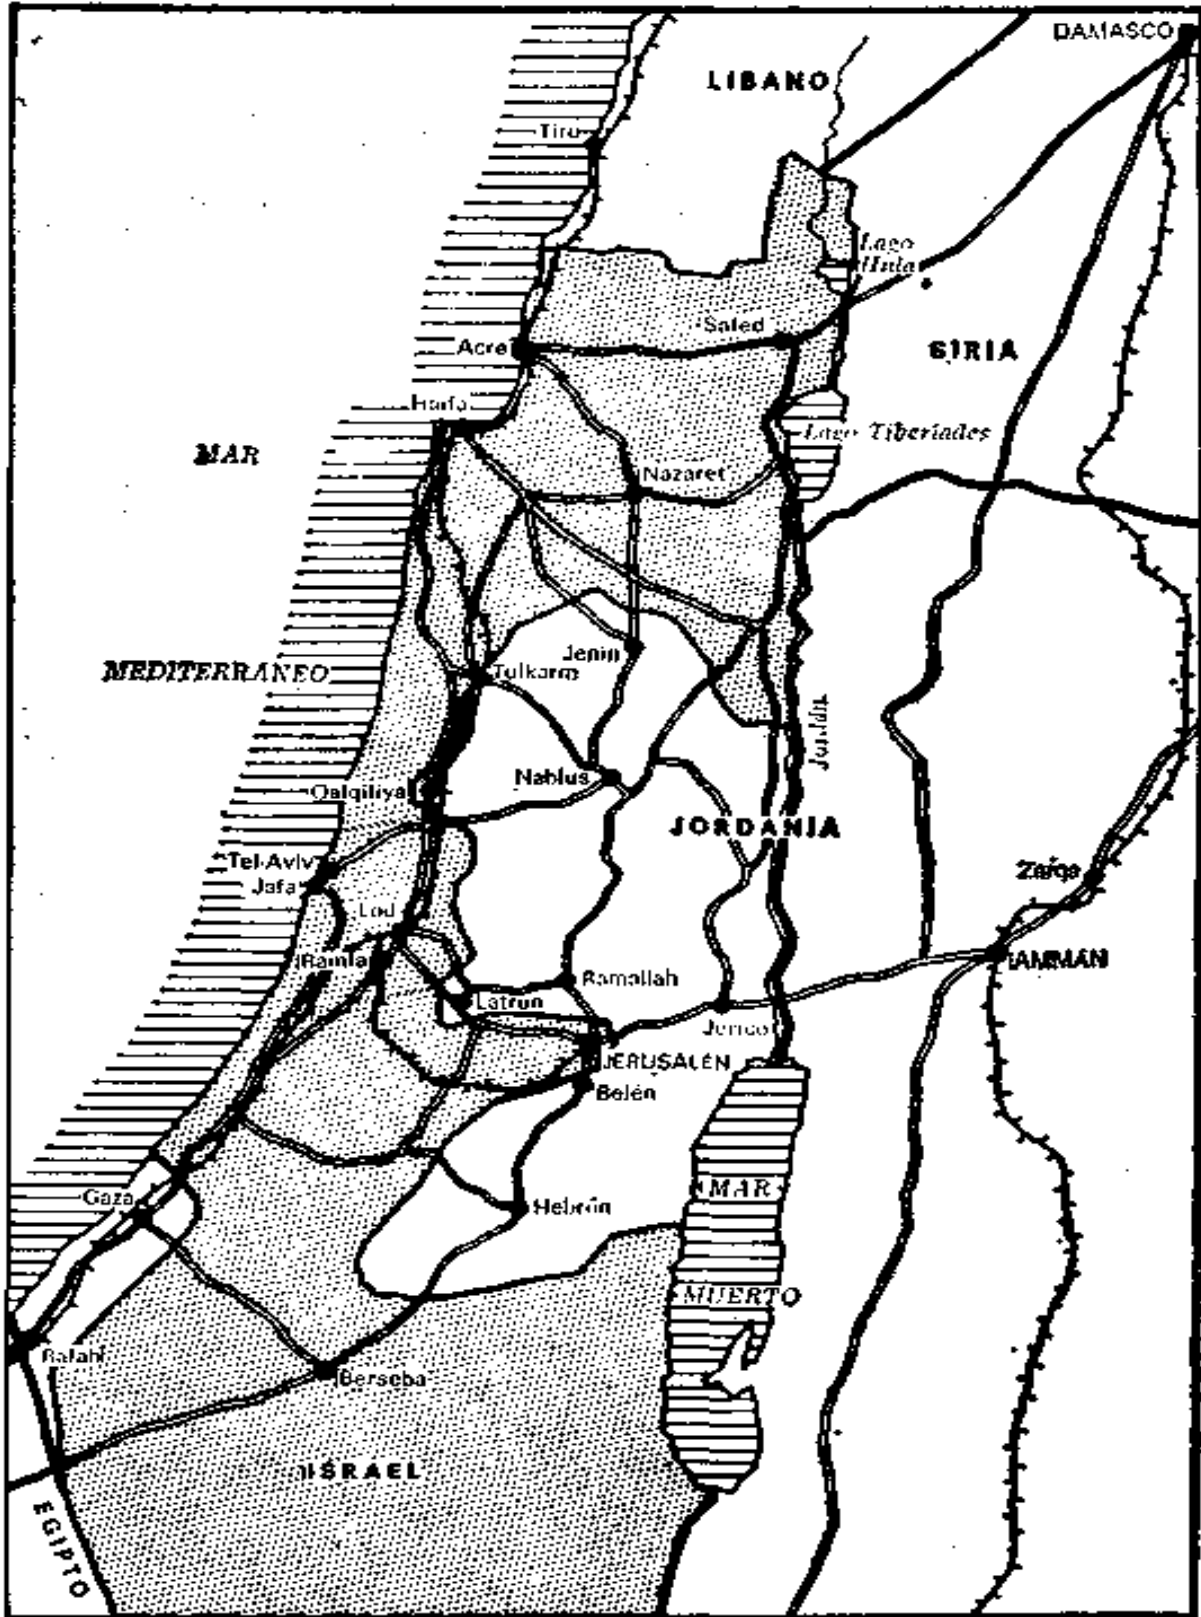 DAMASCO
LIBANO
Tiro
Lago
Hula
Safed
Acre
SIRIA
Haifa
Lago Tiberíades
MAR
Nazaret
Jenin
MEDITERRANEO
Tulkarm
Jordán
Nablus
Qalqiliya
JORDANIA
Tel-Aviv
Jafa
Zarqa
Lod
Ramla
AMMAN
Ramallah
Latrun
Jerico
JERUSALÉN
Belén
MAR
Gaza
Hebrón
MUERTO
Rafah
Berseba
ISRAEL
EGIPTO